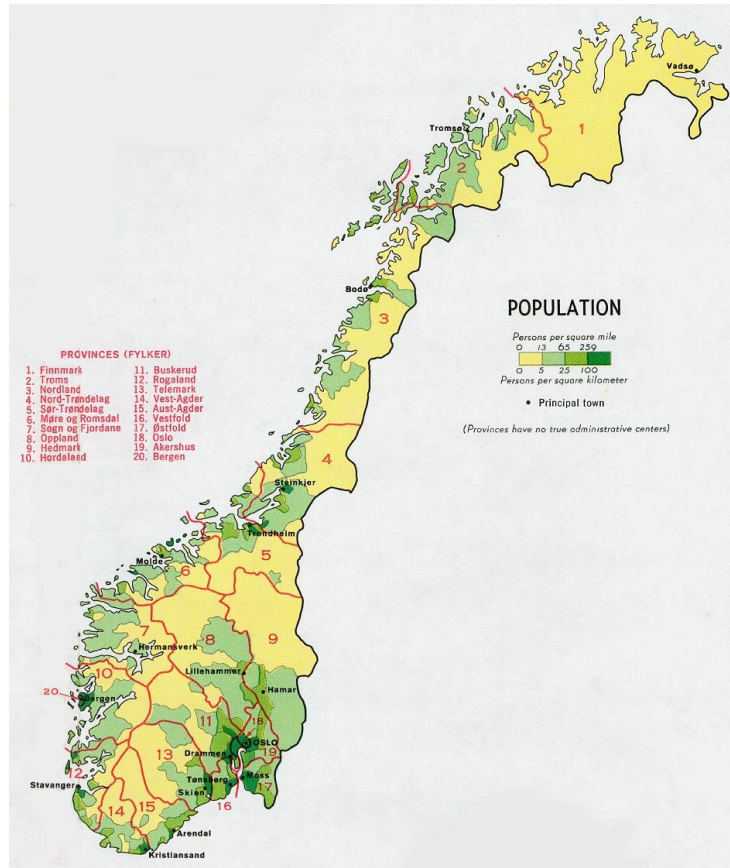 Vadsø
1
Tromsø
2
Bodø
3
POPULATION
Persons per square mile
0 13 65 259
0 5 25 100
Persons per square kilometer
• Principal town
(Provinces have no true administrative centers)
PROVINCES (FYLKER)
1. Finnmark
2. Troms
3. Nordland
4. Nord-Trøndelag
5. Sør-Trøndelag
6. Møre og Romsdal
7. Sogn og Fjordane
8. Oppland
9. Hedmark
10. Hordaland
11. Buskerud
12. Rogaland
13. Telemark
14. Vest-Agder
15. Aust-Agder
16. Vestfold
17. Østfold
18. Oslo
19. Akershus
20. Bergen
4
Steinkjer
Trondheim
5
Molde
6
7
8
9
Hermansverk
Lillehammer
10
Hamar
20
Bergen
11
18
OSLO
13
Drammen
19
12
Stavanger
Tønsberg
Moss
Skien
17
16
14
15
Arendal
Kristiansand